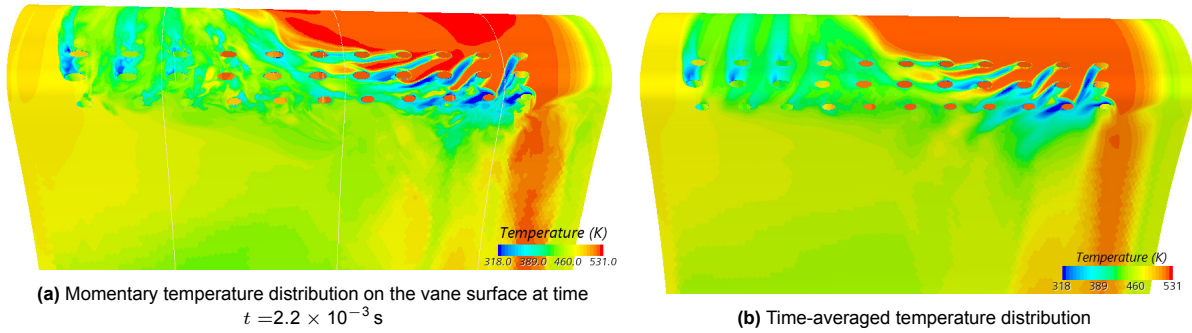 Temperature (K)
318.0 389.0 460.0 531.0
Temperature (K)
318 389 460 531
(a) Momentary temperature distribution on the vane surface at time
t =2.2 × 10⁻³ s
(b) Time-averaged temperature distribution